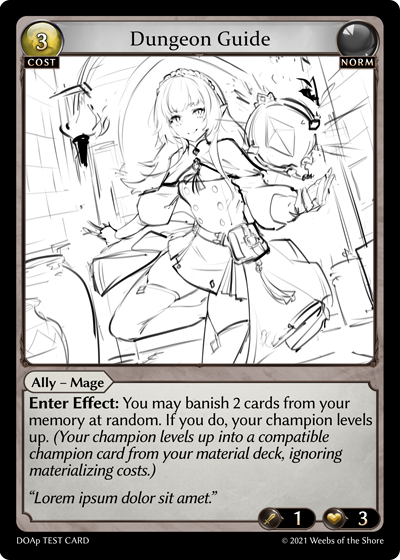 3
Dungeon Guide
COST
NORM
Ally – Mage
Enter Effect: You may banish 2 cards from your
memory at random. If you do, your champion levels
up. (Your champion levels up into a compatible
champion card from your material deck, ignoring
materializing costs.)
“Lorem ipsum dolor sit amet.”
1
3
DOAp TEST CARD
© 2021 Weebs of the Shore